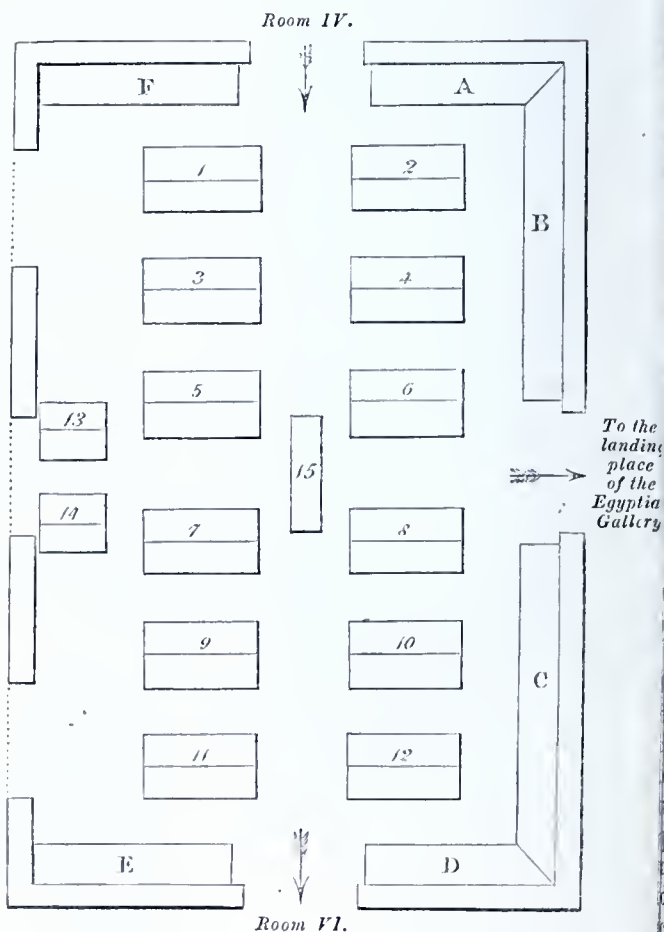 Room IV.
F
A
1
2
B
3
4
5
6
13
15
To the
landing
place
of the
Egyptia
Gallery
14
7
8
9
10
C
11
12
E
D
Room VI.